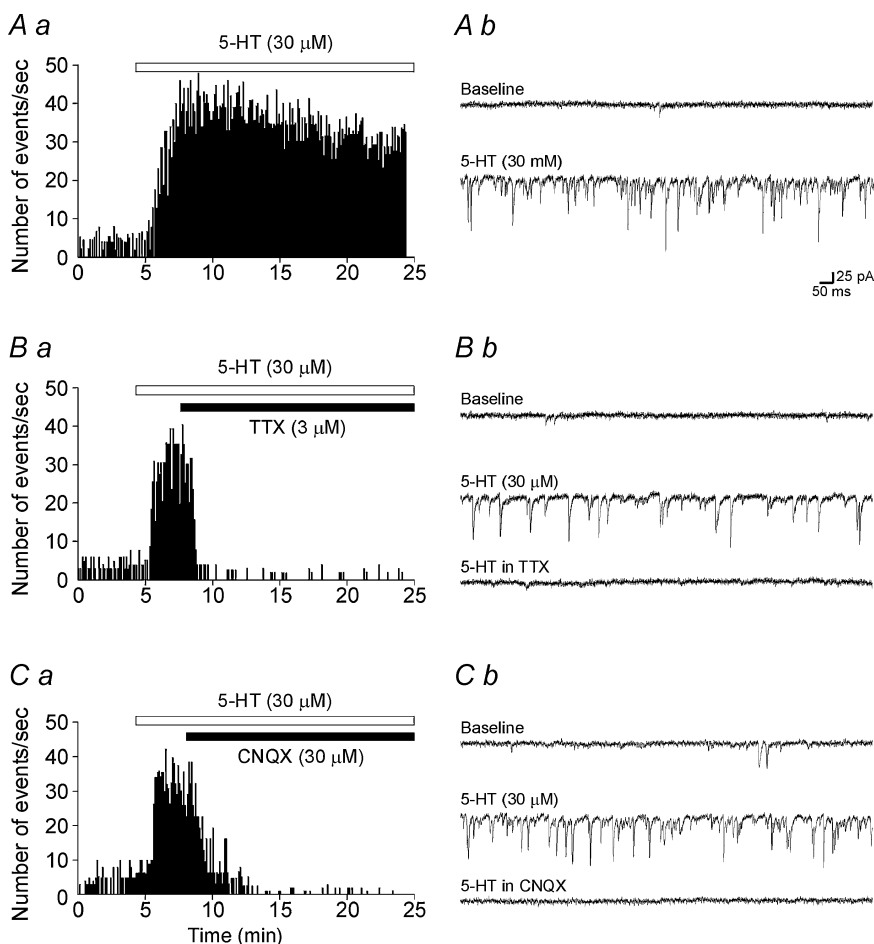 A a
5-HT (30 μM)
Number of events/sec
50
40
30
20
10
0
0 5 10 15 20 25
A b
Baseline
5-HT (30 mM)
25 pA
50 ms
B a
5-HT (30 μM)
TTX (3 μM)
Number of events/sec
50
40
30
20
10
0
0 5 10 15 20 25
B b
Baseline
5-HT (30 μM)
5-HT in TTX
C a
5-HT (30 μM)
CNQX (30 μM)
Number of events/sec
50
40
30
20
10
0
0 5 10 15 20 25
Time (min)
C b
Baseline
5-HT (30 μM)
5-HT in CNQX